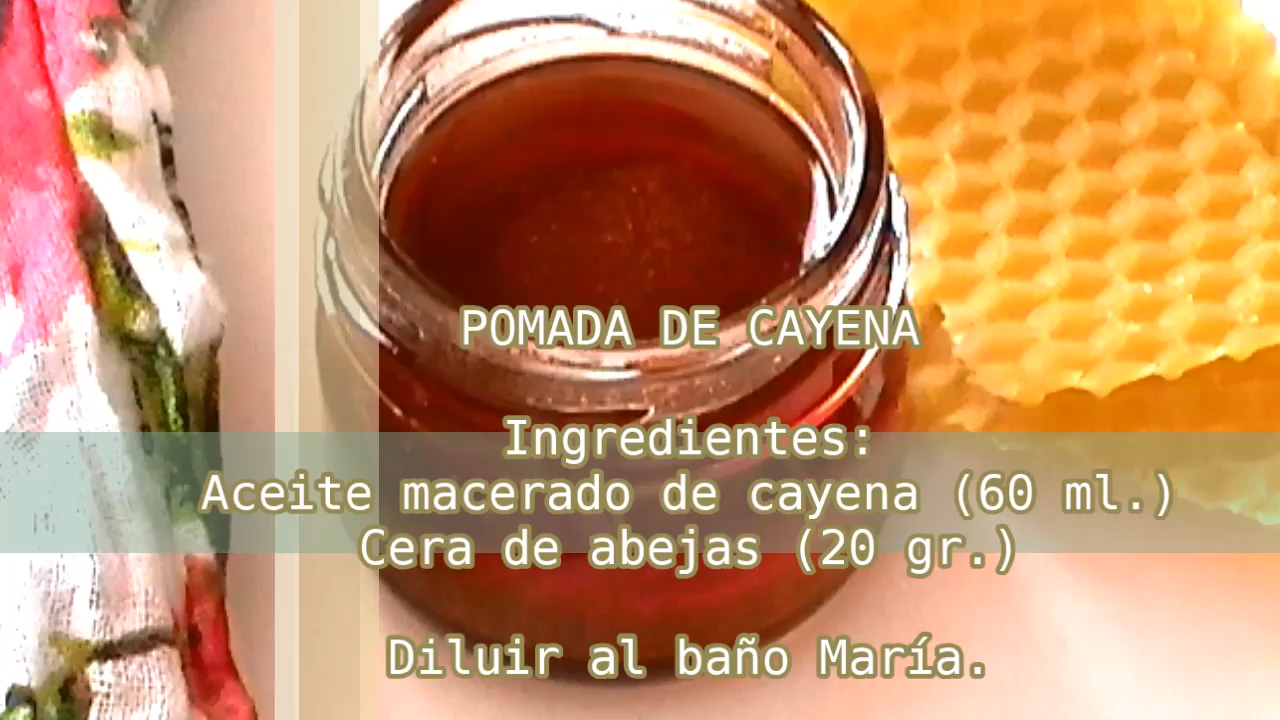 POMADA DE CAYENA
Ingredientes:
Aceite macerado de cayena (60 ml.)
Cera de abejas (20 gr.)
Diluir al baño María.